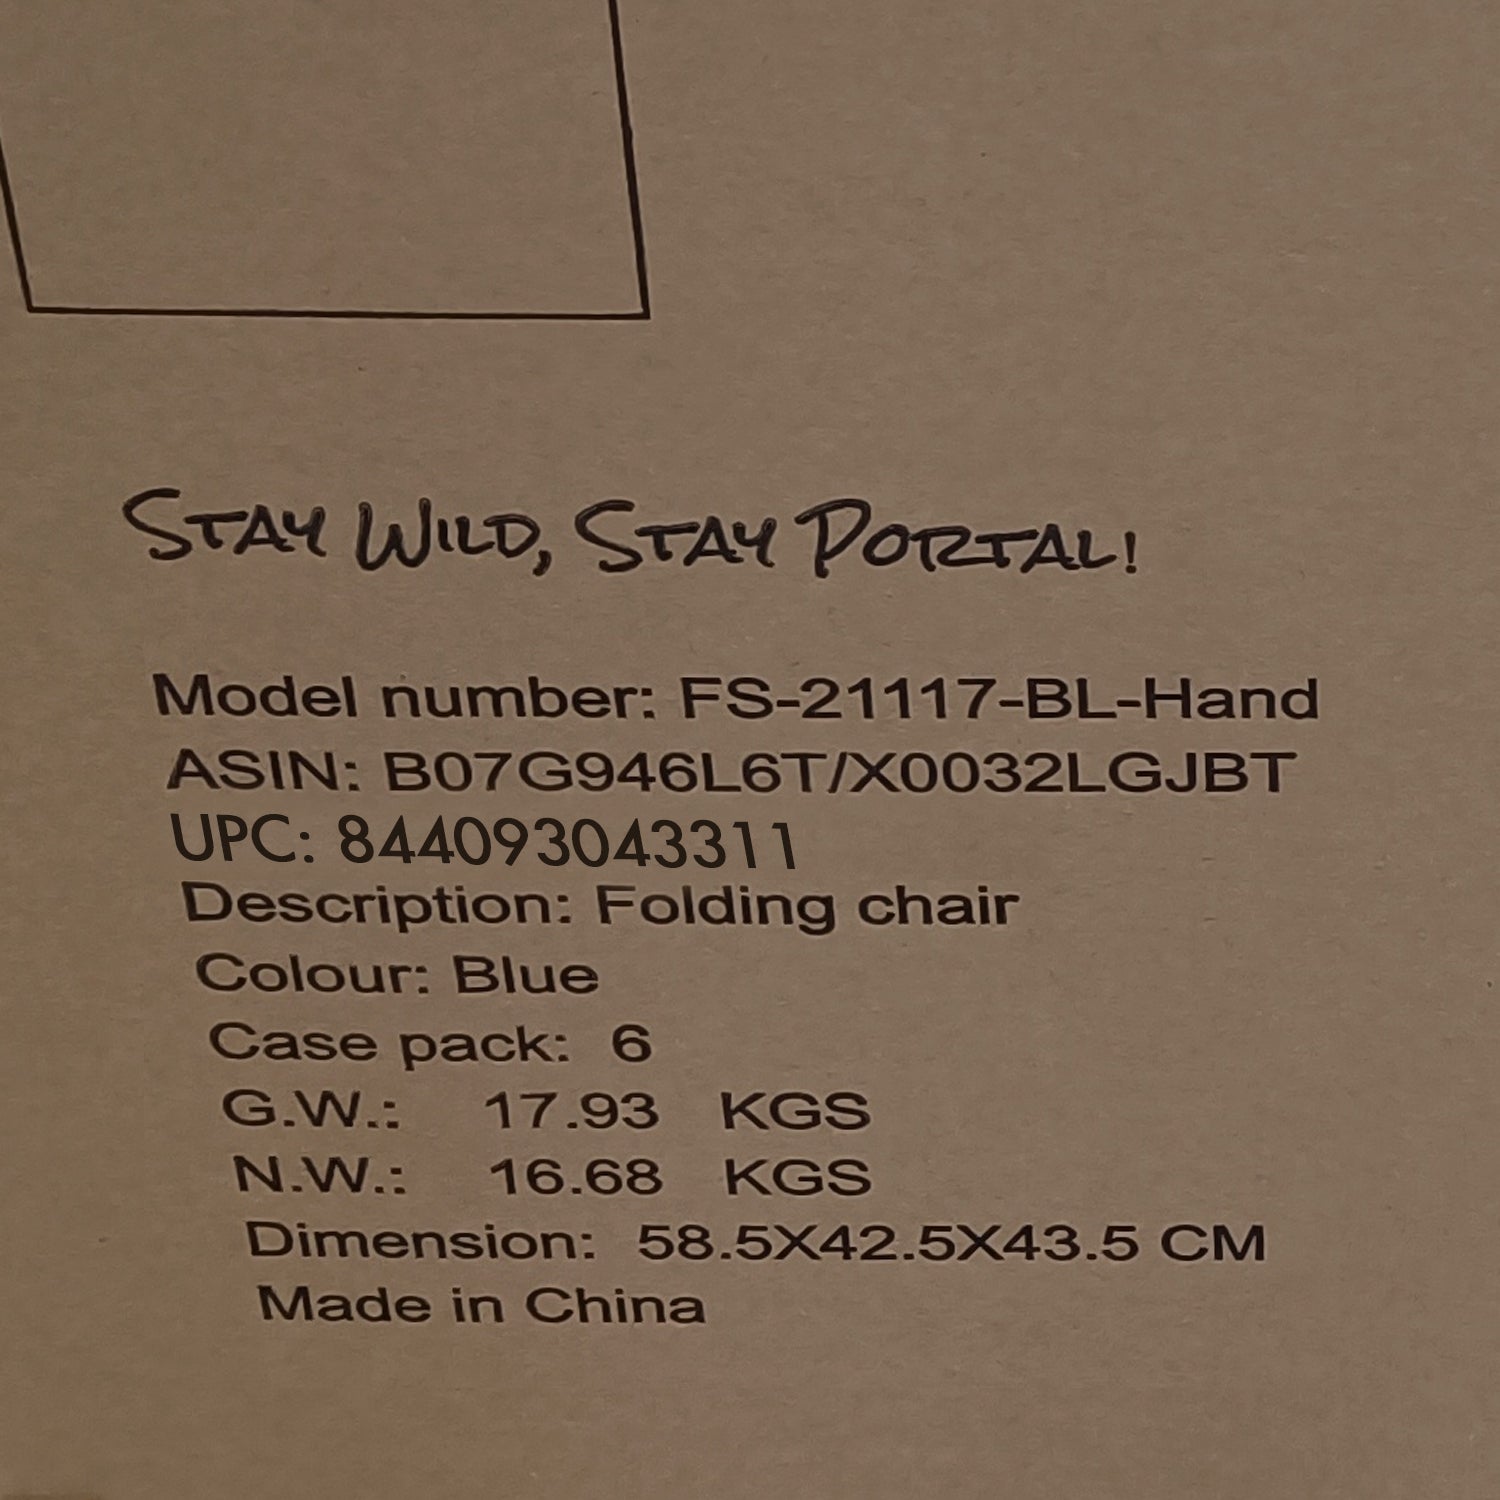 STAY WILD, STAY PORTAL!
Model number: FS-21117-BL-Hand
ASIN: B07G946L6T/X0032LGJBT
UPC: 844093043311
Description: Folding chair
Colour: Blue
Case pack: 6
G.W.: 17.93 KGS
N.W.: 16.68 KGS
Dimension: 58.5X42.5X43.5 CM
Made in China